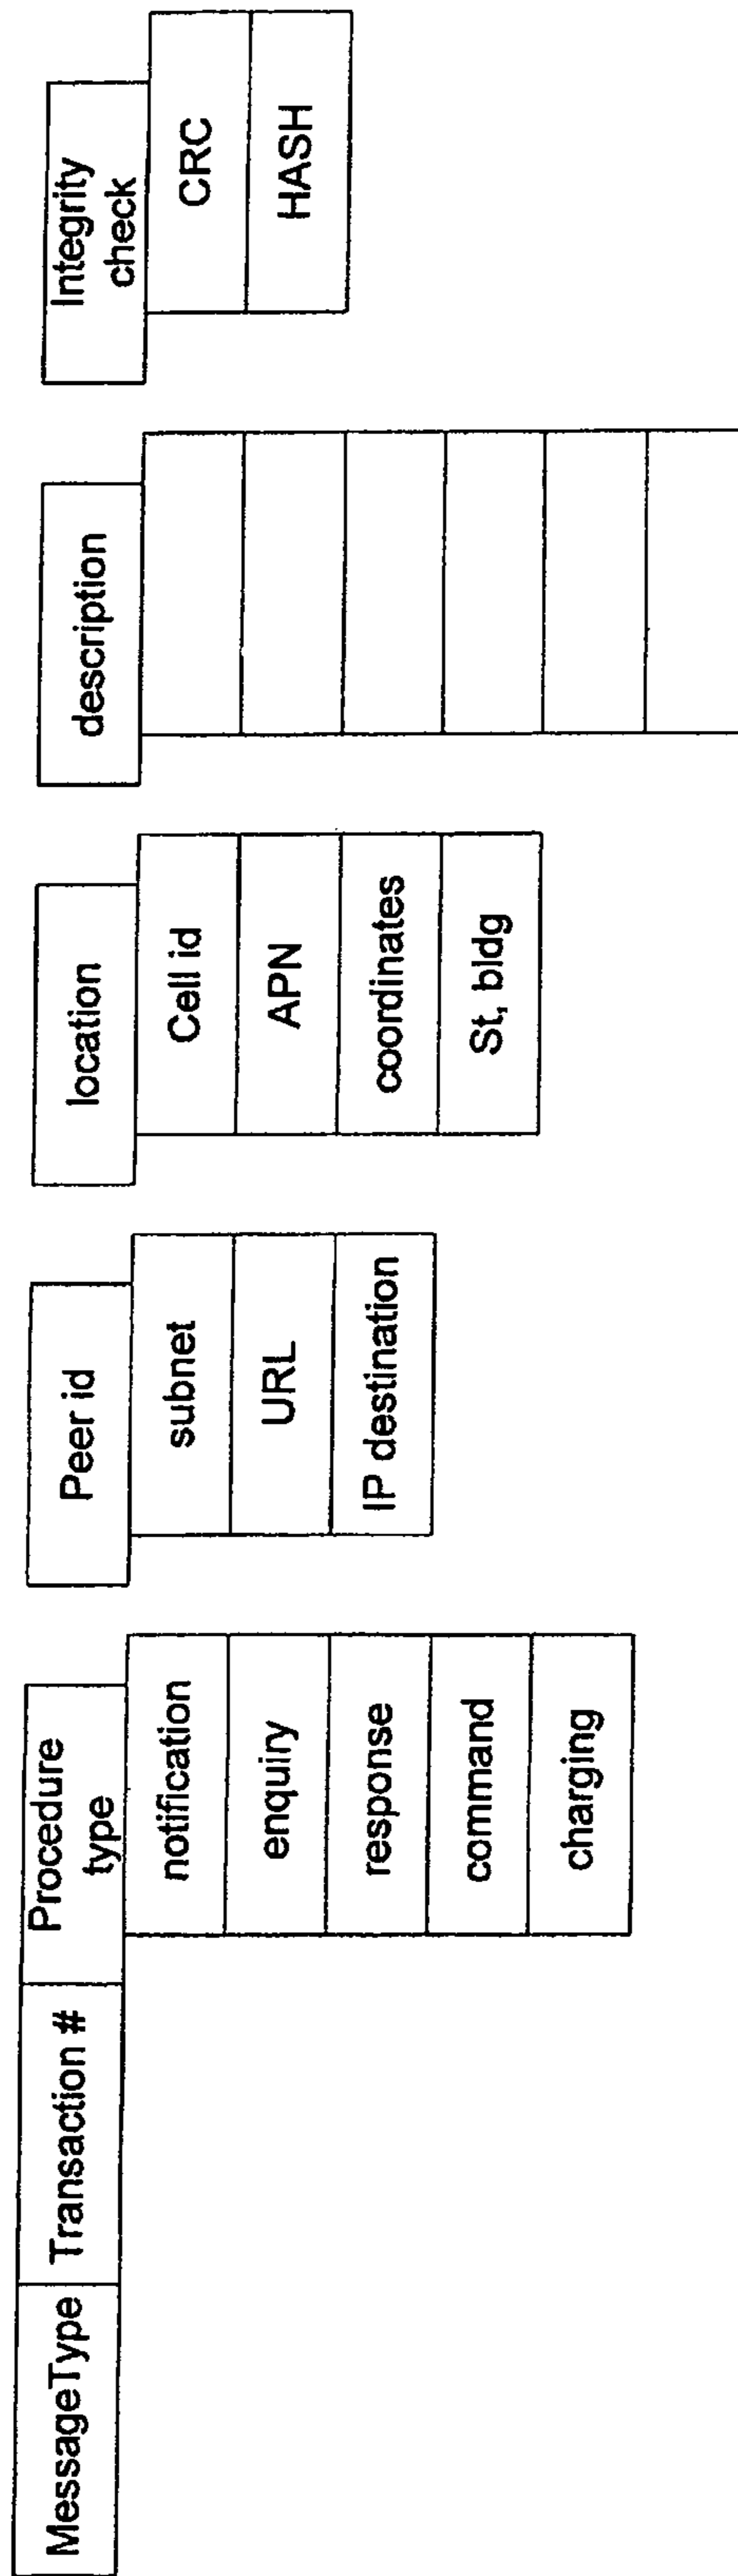 MessageType
Transaction #
Procedure
type
notification
enquiry
response
command
charging
Peer id
subnet
URL
IP destination
location
Cell id
APN
coordinates
St, bldg
description
Integrity
check
CRC
HASH